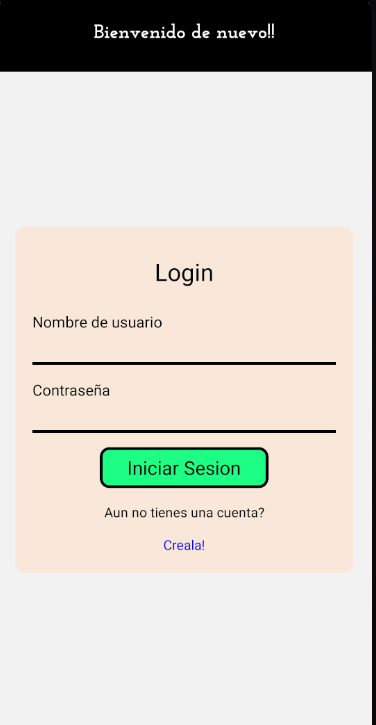 Bienvenido de nuevo!!
Login
Nombre de usuario
Contraseña
Iniciar Sesion
Aun no tienes una cuenta?
Creala!